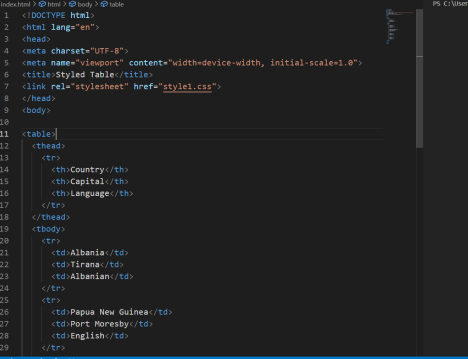 index.html > html > body > table
PS C:\User
1 <!DOCTYPE html>
2 <html lang="en">
3 <head>
4 <meta charset="UTF-8">
5 <meta name="viewport" content="width=device-width, initial-scale=1.0">
6 <title>Styled Table</title>
7 <link rel="stylesheet" href="style1.css">
8 </head>
9 <body>
10
11 <table>
12 <thead>
13 <tr>
14 <th>Country</th>
15 <th>Capital</th>
16 <th>Language</th>
17 </tr>
18 </thead>
19 <tbody>
20 <tr>
21 <td>Albania</td>
22 <td>Tirana</td>
23 <td>Albanian</td>
24 </tr>
25 <tr>
26 <td>Papua New Guinea</td>
27 <td>Port Moresby</td>
28 <td>English</td>
29 </tr>